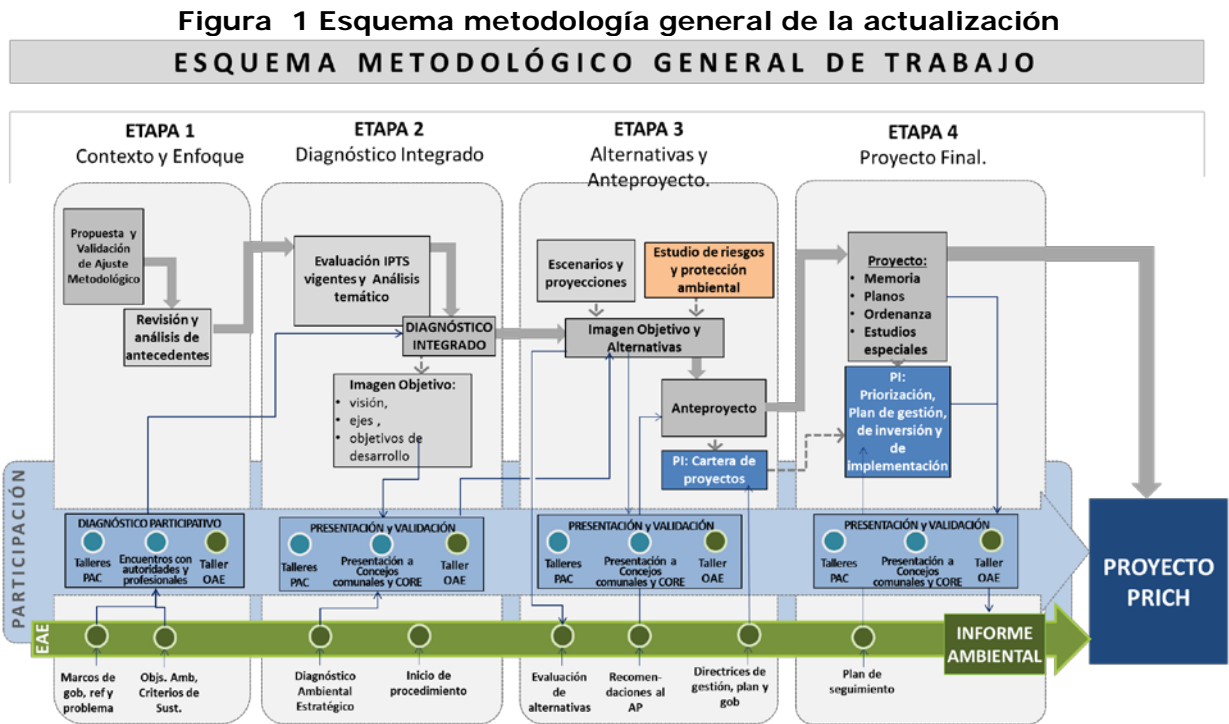 Figura 1 Esquema metodología general de la actualización
ESQUEMA METODOLÓGICO GENERAL DE TRABAJO
ETAPA 1
Contexto y Enfoque
ETAPA 2
Diagnóstico Integrado
ETAPA 3
Alternativas y
Anteproyecto.
ETAPA 4
Proyecto Final.
Propuesta y
Validación
de Ajuste
Metodológico
Revisión y
análisis de
antecedentes
Evaluación IPTS
vigentes y Análisis
temático
DIAGNÓSTICO
INTEGRADO
Imagen Objetivo:
• visión,
• ejes ,
• objetivos de
desarrollo
Escenarios y
proyecciones
Estudio de riesgos
y protección
ambiental
Imagen Objetivo y
Alternativas
Anteproyecto
PI: Cartera de
proyectos
Proyecto:
• Memoria
• Planos
• Ordenanza
• Estudios
especiales
PI:
Priorización,
Plan de gestión,
de inversión y
de
implementación
PARTICIPACIÓN
DIAGNÓSTICO PARTICIPATIVO
Talleres
PAC
Encuentros con
autoridades y
profesionales
Taller
OAE
PRESENTACIÓN y VALIDACIÓN
Talleres
PAC
Presentación a
Concejos
comunales y CORE
Taller
OAE
PRESENTACIÓN y VALIDACIÓN
Talleres
PAC
Presentación a
Concejos
comunales y CORE
Taller
OAE
PRESENTACIÓN y VALIDACIÓN
Talleres
PAC
Presentación a
Concejos
comunales y CORE
Taller
OAE
PROYECTO
PRICH
EAE
INFORME
AMBIENTAL
Marcos de
gob, ref y
problema
Objs. Amb,
Criterios de
Sust.
Diagnóstico
Ambiental
Estratégico
Inicio de
procedimiento
Evaluación
de
alternativas
Recomen-
daciones al
AP
Directrices de
gestión, plan y
gob
Plan de
seguimiento